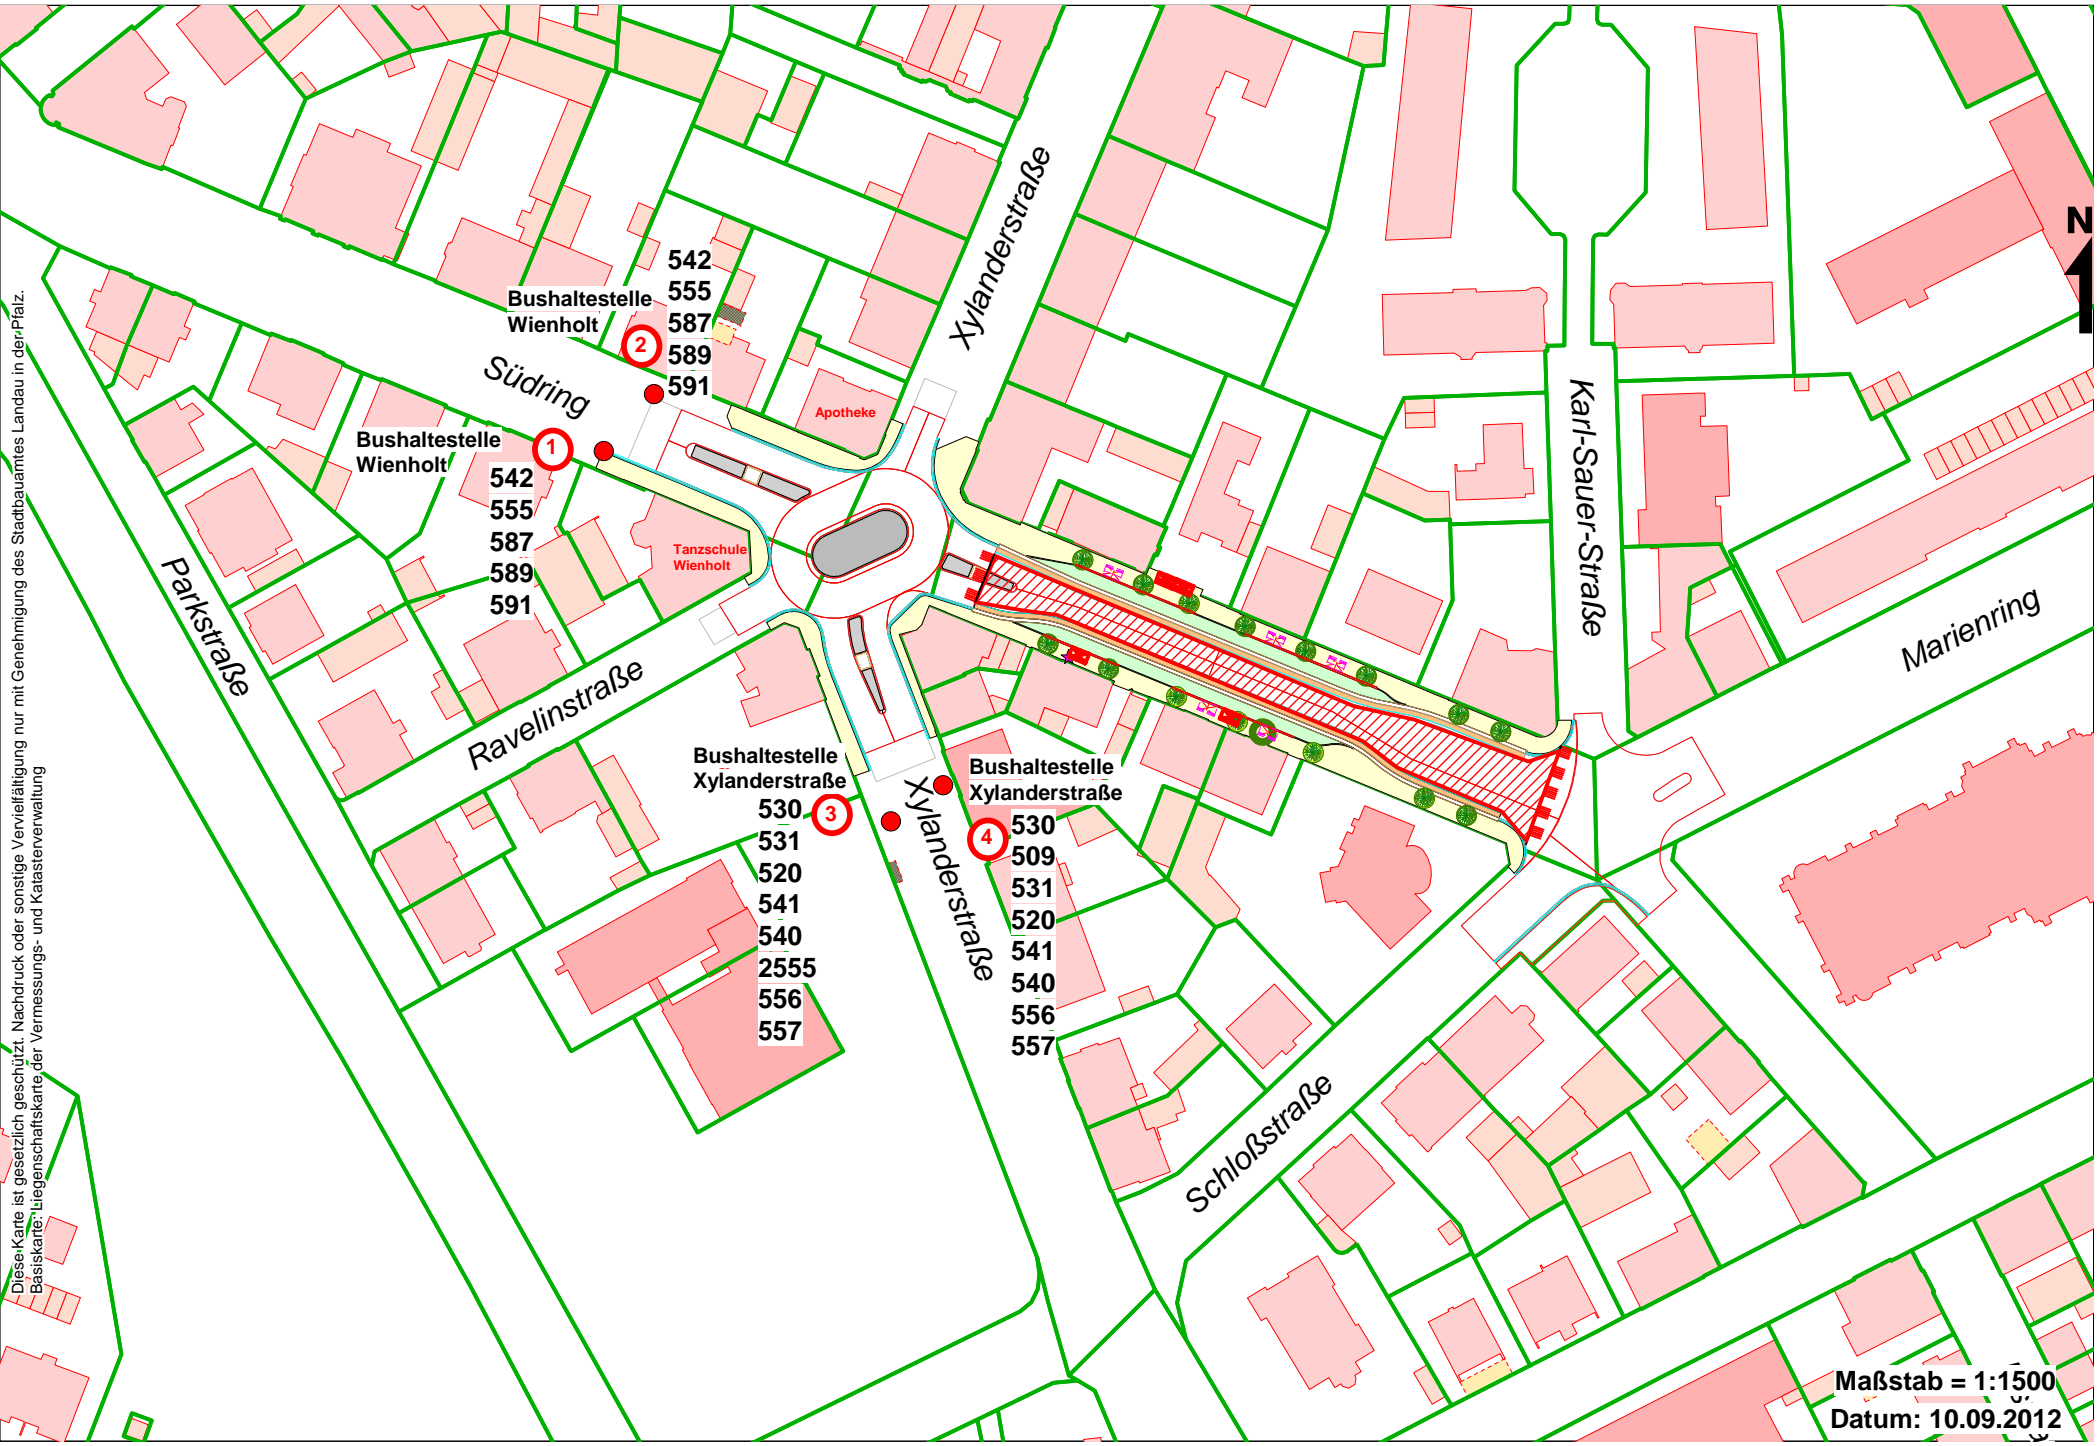 Xylanderstraße
N
542
555
587
589
591
Bushaltestelle
Wienholt
2
Südring
Apotheke
Bushaltestelle
Wienholt
1
542
555
587
589
591
Tanzschule
Wienholt
Karl-Sauer-Straße
Marienring
Parkstraße
Ravelinstraße
Bushaltestelle
Xylanderstraße
3
530
531
520
541
540
2555
556
557
Xylanderstraße
Bushaltestelle
Xylanderstraße
4
530
509
531
520
541
540
556
557
Schloßstraße
Diese Karte ist gesetzlich geschützt. Nachdruck oder sonstige Vervielfältigung nur mit Genehmigung des Stadtbauamtes Landau in der Pfalz.
Basiskarte: Liegenschaftskarte der Vermessungs- und Katasterverwaltung
Maßstab = 1:1500
Datum: 10.09.2012